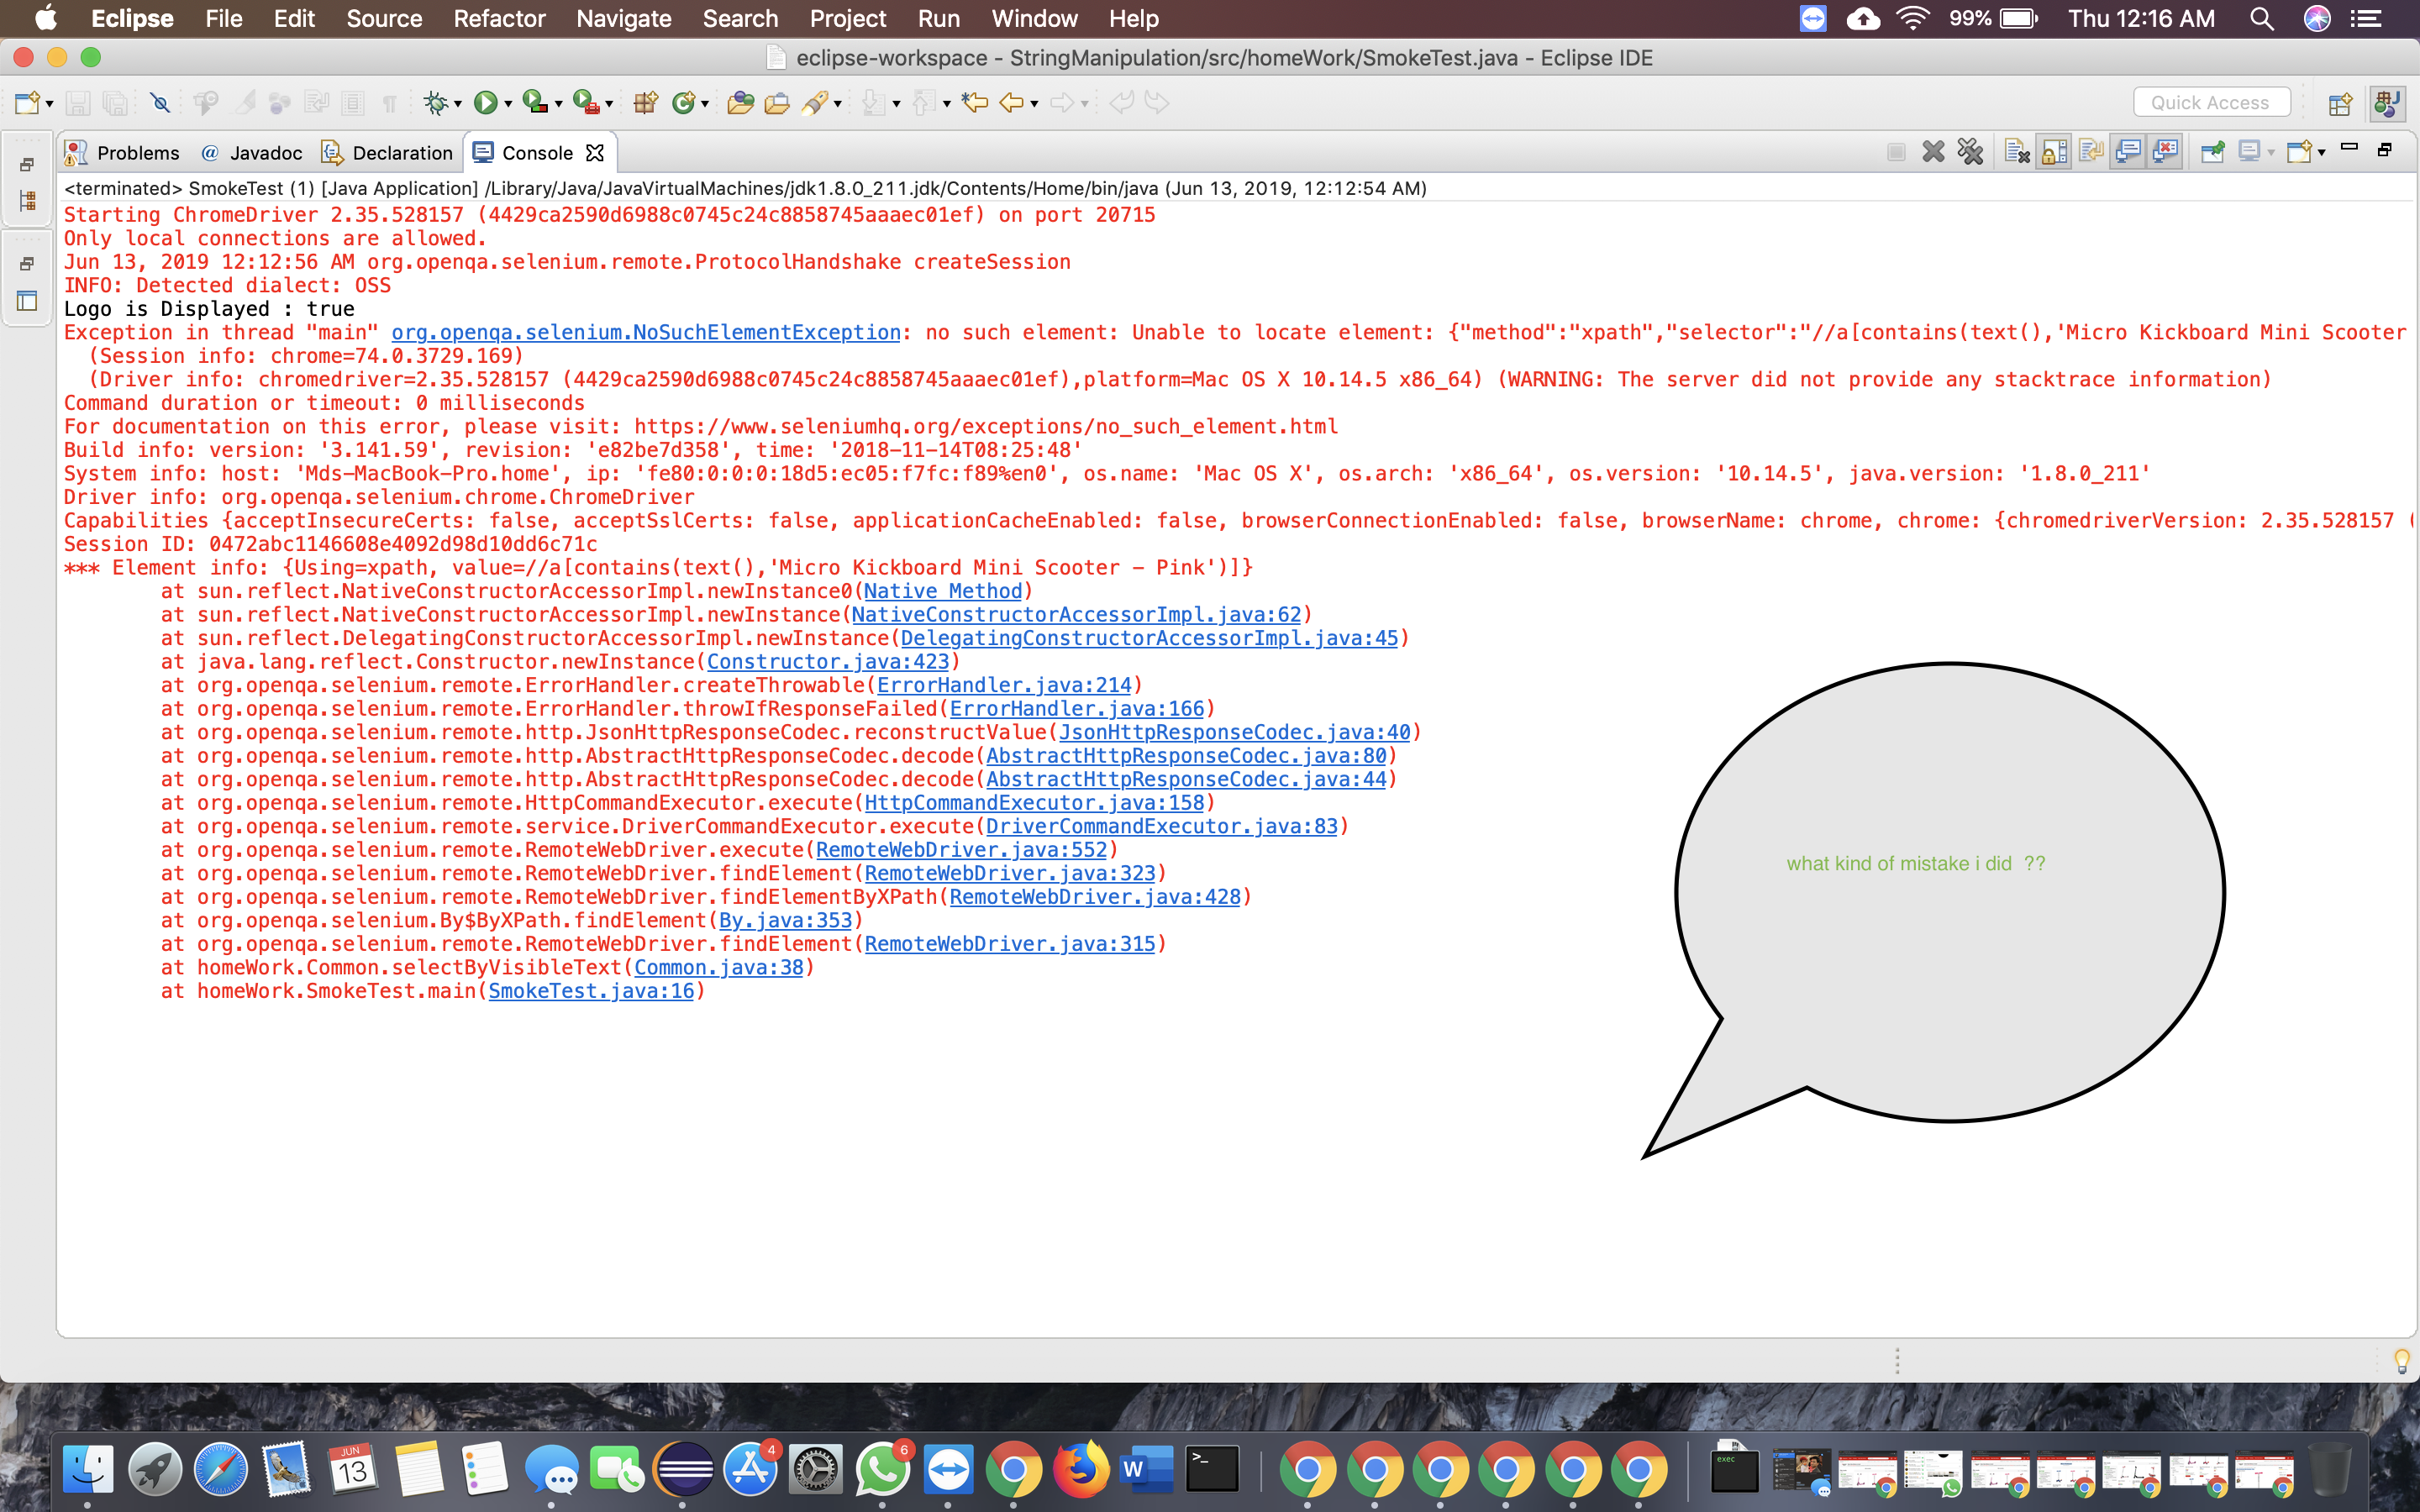 Eclipse File Edit Source Refactor Navigate Search Project Run Window Help 99% Thu 12:16 AM
eclipse-workspace - StringManipulation/src/homeWork/SmokeTest.java - Eclipse IDE
Quick Access
Problems @ Javadoc Declaration Console
<terminated> SmokeTest (1) [Java Application] /Library/Java/JavaVirtualMachines/jdk1.8.0_211.jdk/Contents/Home/bin/java (Jun 13, 2019, 12:12:54 AM)
Starting ChromeDriver 2.35.528157 (4429ca2590d6988c0745c24c8858745aaaec01ef) on port 20715
Only local connections are allowed.
Jun 13, 2019 12:12:56 AM org.openqa.selenium.remote.ProtocolHandshake createSession
INFO: Detected dialect: OSS
Logo is Displayed : true
Exception in thread "main" org.openqa.selenium.NoSuchElementException: no such element: Unable to locate element: {"method":"xpath","selector":"//a[contains(text(),'Micro Kickboard Mini Scooter
(Session info: chrome=74.0.3729.169)
(Driver info: chromedriver=2.35.528157 (4429ca2590d6988c0745c24c8858745aaaec01ef),platform=Mac OS X 10.14.5 x86_64) (WARNING: The server did not provide any stacktrace information)
Command duration or timeout: 0 milliseconds
For documentation on this error, please visit: https://www.seleniumhq.org/exceptions/no_such_element.html
Build info: version: '3.141.59', revision: 'e82be7d358', time: '2018-11-14T08:25:48'
System info: host: 'Mds-MacBook-Pro.home', ip: 'fe80:0:0:0:18d5:ec05:f7fc:f89%en0', os.name: 'Mac OS X', os.arch: 'x86_64', os.version: '10.14.5', java.version: '1.8.0_211'
Driver info: org.openqa.selenium.chrome.ChromeDriver
Capabilities {acceptInsecureCerts: false, acceptSslCerts: false, applicationCacheEnabled: false, browserConnectionEnabled: false, browserName: chrome, chrome: {chromedriverVersion: 2.35.528157 (
Session ID: 0472abc1146608e4092d98d10dd6c71c
*** Element info: {Using=xpath, value=//a[contains(text(),'Micro Kickboard Mini Scooter - Pink')]}
at sun.reflect.NativeConstructorAccessorImpl.newInstance0(Native Method)
at sun.reflect.NativeConstructorAccessorImpl.newInstance(NativeConstructorAccessorImpl.java:62)
at sun.reflect.DelegatingConstructorAccessorImpl.newInstance(DelegatingConstructorAccessorImpl.java:45)
at java.lang.reflect.Constructor.newInstance(Constructor.java:423)
at org.openqa.selenium.remote.ErrorHandler.createThrowable(ErrorHandler.java:214)
at org.openqa.selenium.remote.ErrorHandler.throwIfResponseFailed(ErrorHandler.java:166)
at org.openqa.selenium.remote.http.JsonHttpResponseCodec.reconstructValue(JsonHttpResponseCodec.java:40)
at org.openqa.selenium.remote.http.AbstractHttpResponseCodec.decode(AbstractHttpResponseCodec.java:80)
at org.openqa.selenium.remote.http.AbstractHttpResponseCodec.decode(AbstractHttpResponseCodec.java:44)
at org.openqa.selenium.remote.HttpCommandExecutor.execute(HttpCommandExecutor.java:158)
at org.openqa.selenium.remote.service.DriverCommandExecutor.execute(DriverCommandExecutor.java:83)
at org.openqa.selenium.remote.RemoteWebDriver.execute(RemoteWebDriver.java:552)
at org.openqa.selenium.remote.RemoteWebDriver.findElement(RemoteWebDriver.java:323)
at org.openqa.selenium.remote.RemoteWebDriver.findElementByXPath(RemoteWebDriver.java:428)
at org.openqa.selenium.By$ByXPath.findElement(By.java:353)
at org.openqa.selenium.remote.RemoteWebDriver.findElement(RemoteWebDriver.java:315)
at homeWork.Common.selectByVisibleText(Common.java:38)
at homeWork.SmokeTest.main(SmokeTest.java:16)
what kind of mistake i did ??
JUN
13
4
6
W
exec